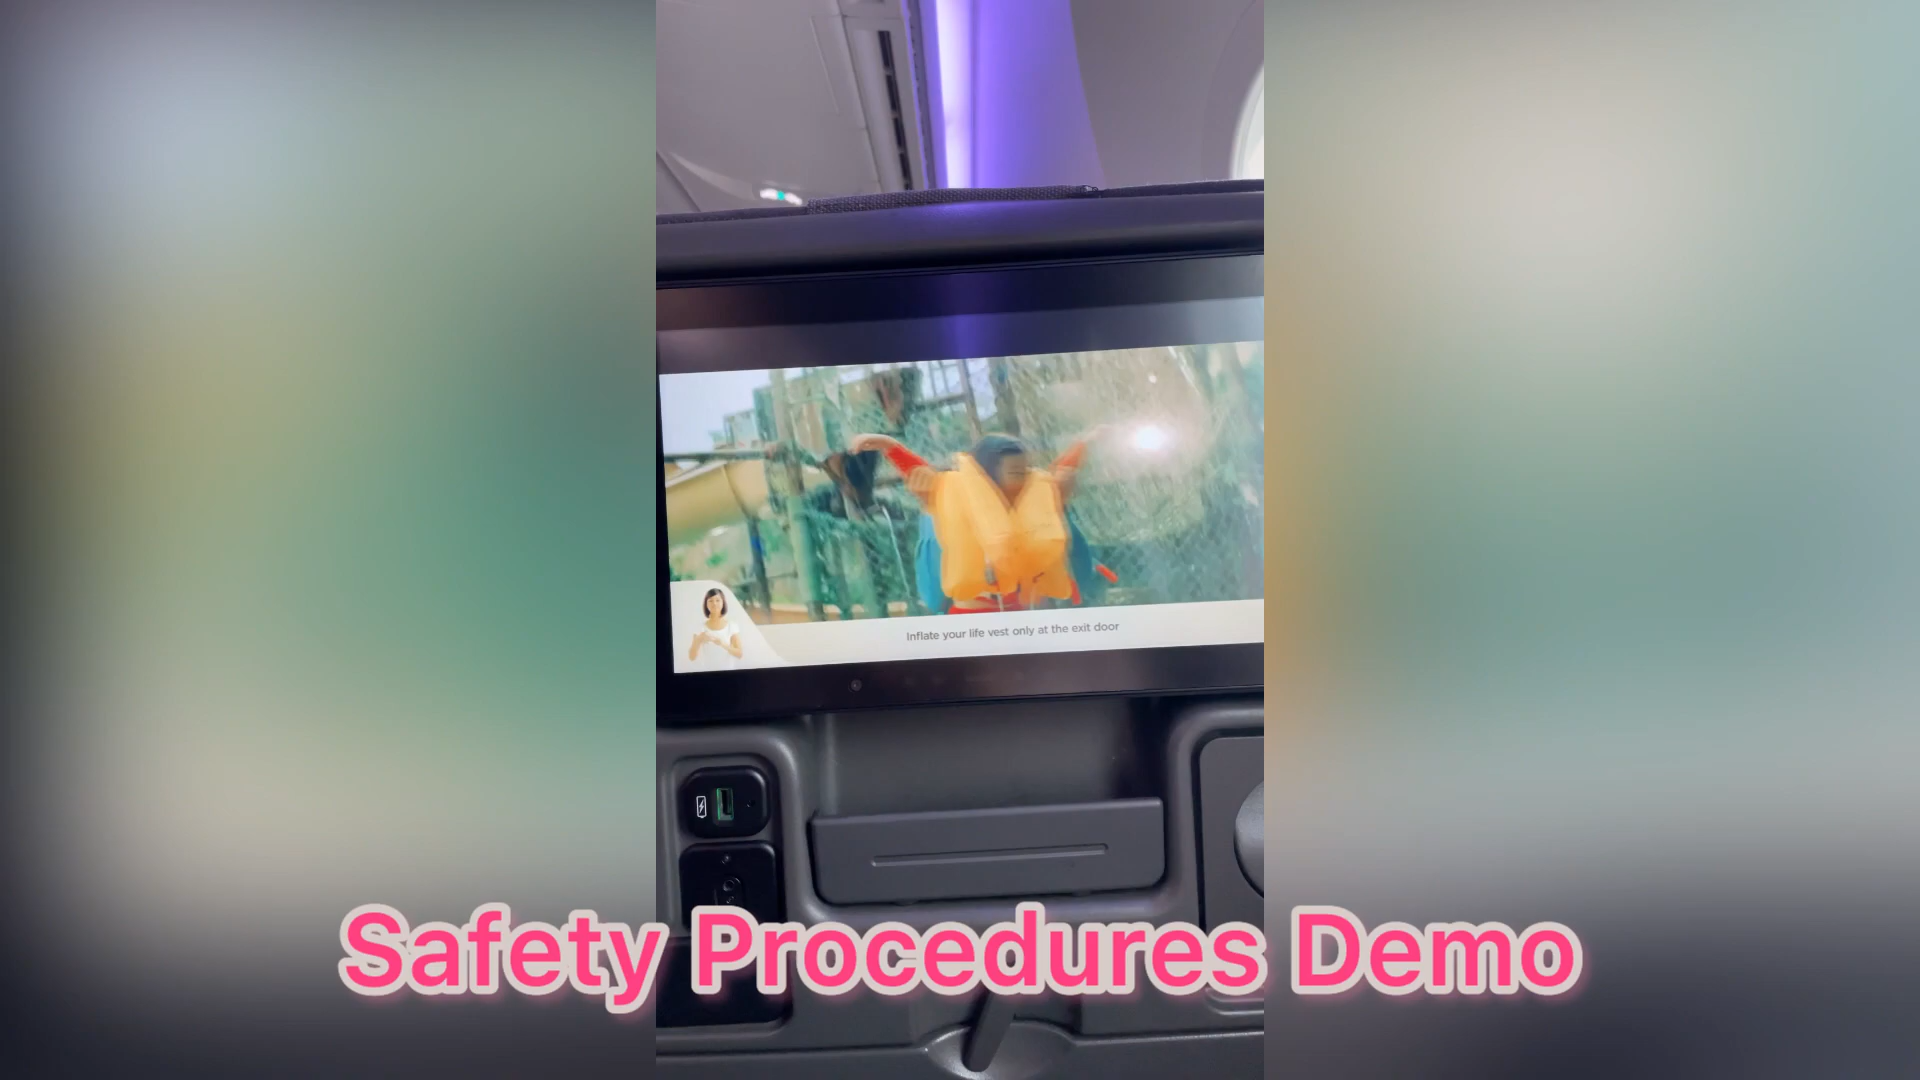 Inflate your life vest only at the exit door
Safety Procedures Demo